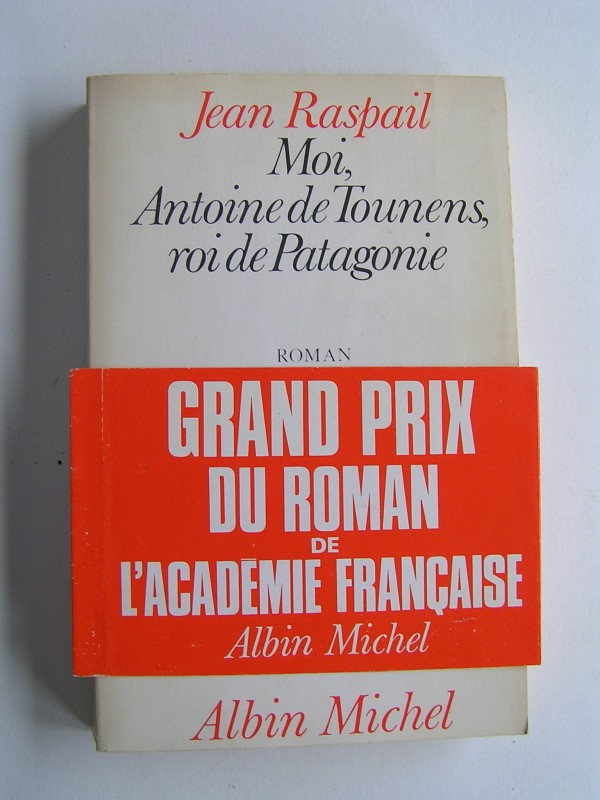 Jean Raspail
Moi,
Antoine de Tounens,
roi de Patagonie
ROMAN
GRAND PRIX
DU ROMAN
DE
L'ACADÉMIE FRANÇAISE
Albin Michel
Albin Michel